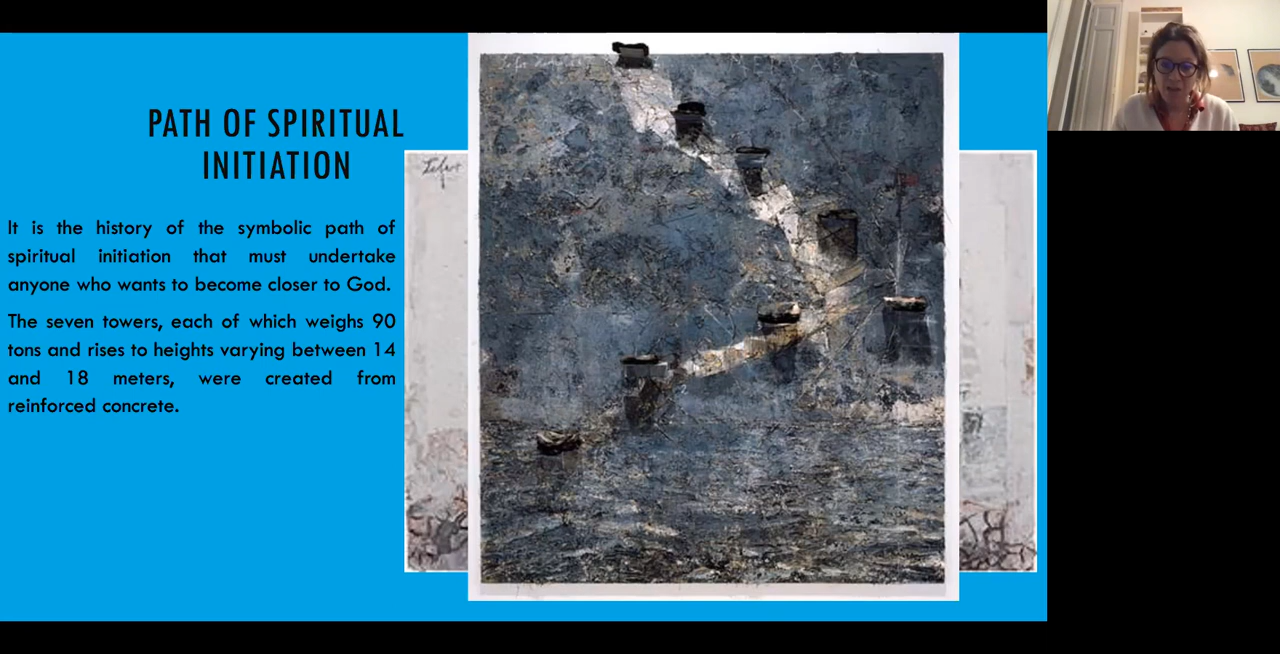 PATH OF SPIRITUAL
INITIATION
It is the history of the symbolic path of
spiritual initiation that must undertake
anyone who wants to become closer to God.
The seven towers, each of which weighs 90
tons and rises to heights varying between 14
and 18 meters, were created from
reinforced concrete.